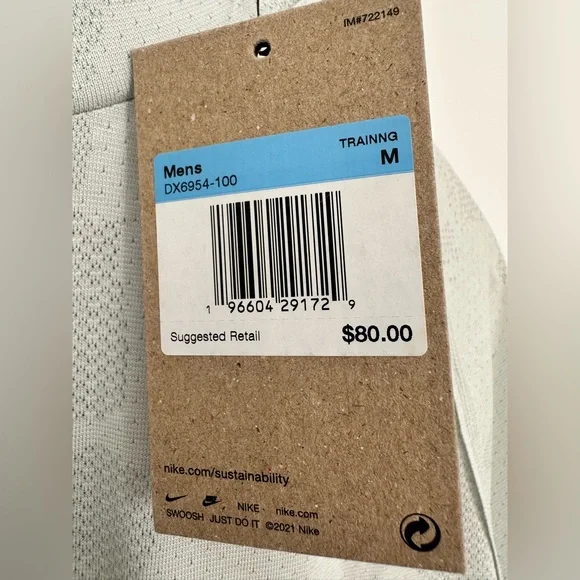 IM#722149
Mens TRAINNG
DX6954-100 M
1 96604 29172 9
Suggested Retail $80.00
nike.com/sustainability
NIKE nike.com
SWOOSH JUST DO IT ©2021 Nike